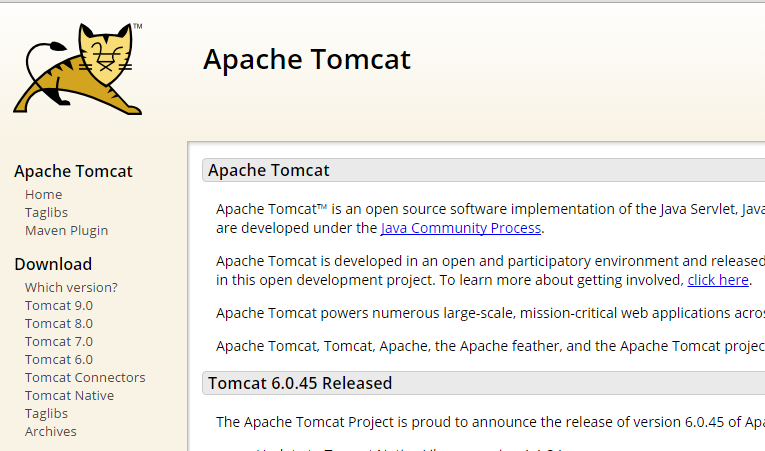 TM
Apache Tomcat
Apache Tomcat
Home
Taglibs
Maven Plugin
Download
Which version?
Tomcat 9.0
Tomcat 8.0
Tomcat 7.0
Tomcat 6.0
Tomcat Connectors
Tomcat Native
Taglibs
Archives
Apache Tomcat
Apache Tomcat™ is an open source software implementation of the Java Servlet, Java
are developed under the Java Community Process.
Apache Tomcat is developed in an open and participatory environment and released
in this open development project. To learn more about getting involved, click here.
Apache Tomcat powers numerous large-scale, mission-critical web applications acros
Apache Tomcat, Tomcat, Apache, the Apache feather, and the Apache Tomcat projec
Tomcat 6.0.45 Released
The Apache Tomcat Project is proud to announce the release of version 6.0.45 of Apa